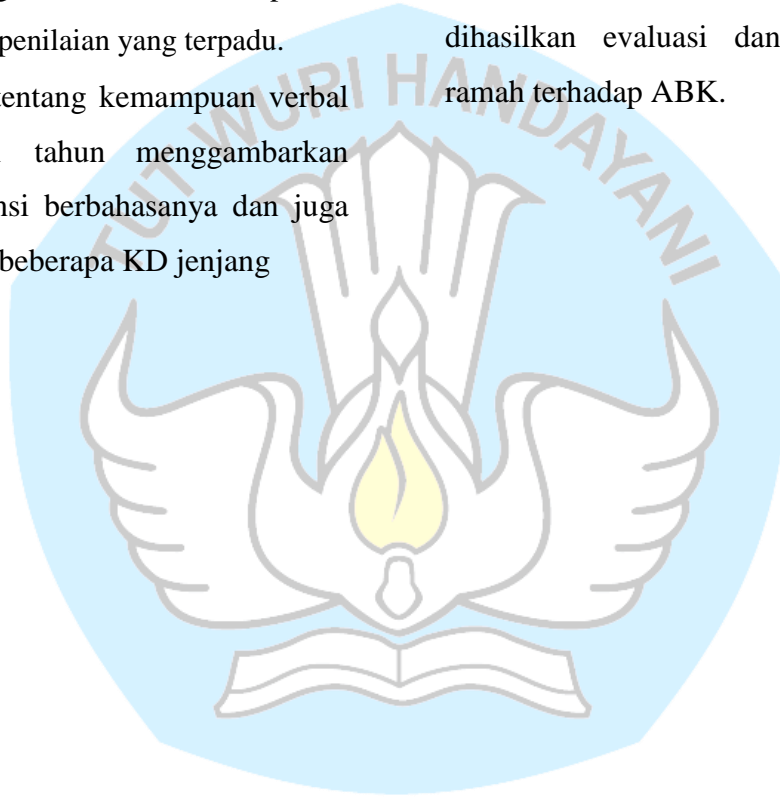 penilaian yang terpadu.
tentang kemampuan verbal
tahun menggambarkan
nsi berbahasanya dan juga
beberapa KD jenjang
dihasilkan evaluasi dan
ramah terhadap ABK.
TUT WURI HANDAYANI